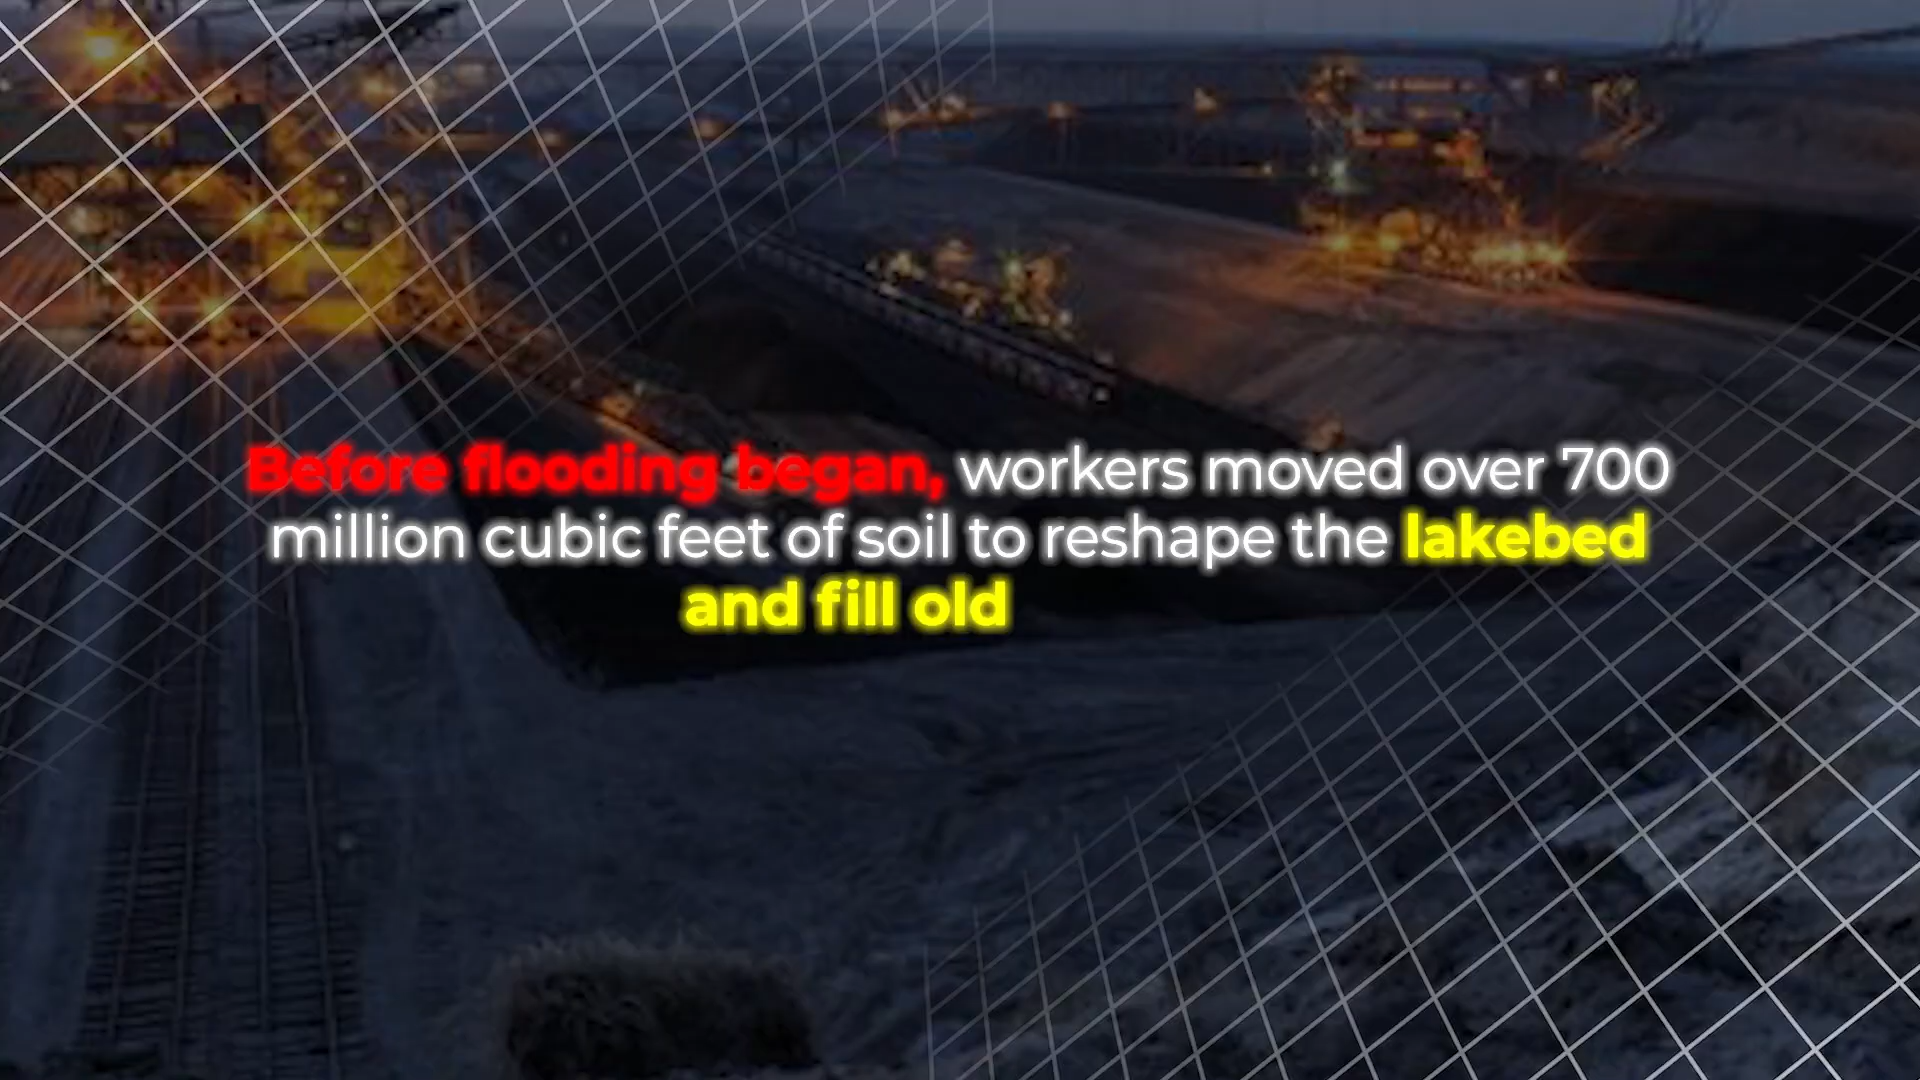 Before flooding began, workers moved over 700
million cubic feet of soil to reshape the lakebed
and fill old